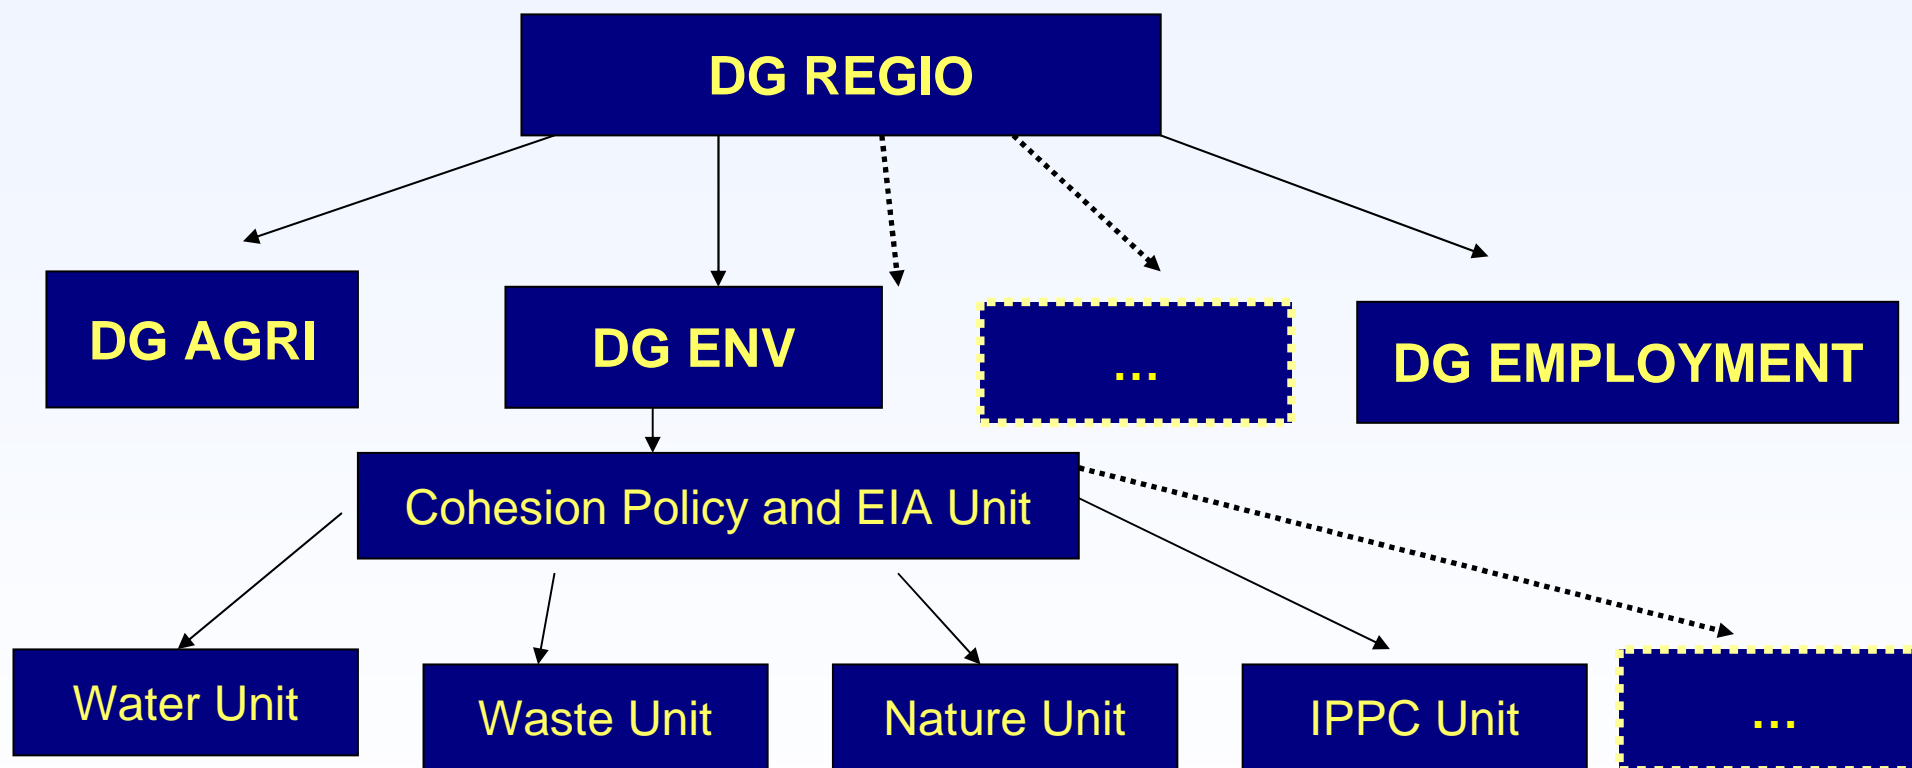 DG REGIO
DG AGRI
DG ENV
...
DG EMPLOYMENT
Cohesion Policy and EIA Unit
Water Unit
Waste Unit
Nature Unit
IPPC Unit
...